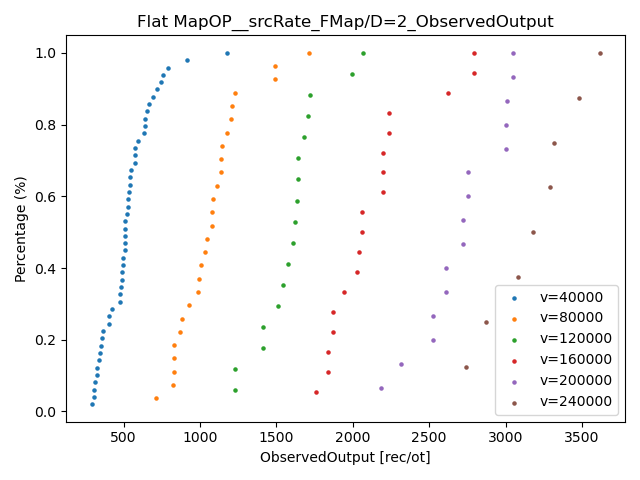 Flat MapOP__srcRate_FMap/D=2_ObservedOutput
Percentage (%)
1.0
0.8
0.6
0.4
0.2
0.0
v=40000
v=80000
v=120000
v=160000
v=200000
v=240000
500 1000 1500 2000 2500 3000 3500
ObservedOutput [rec/ot]